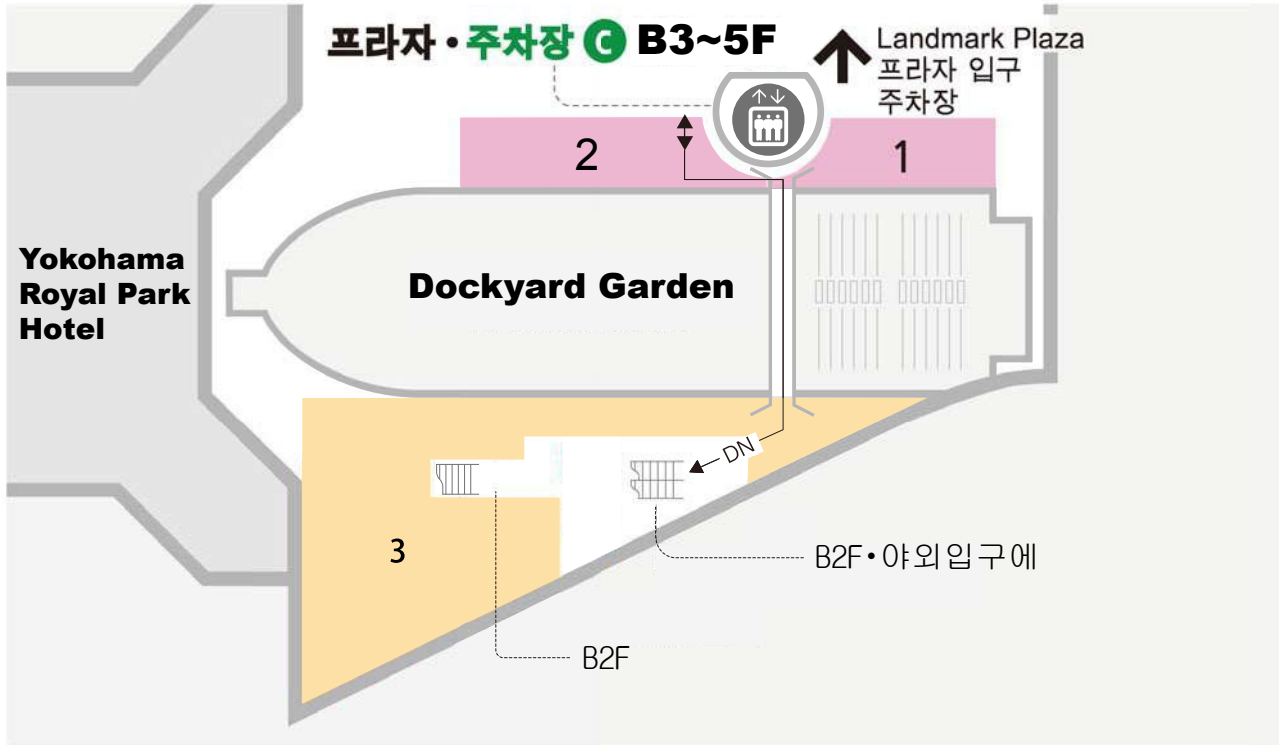 프라자・주차장 C B3~5F
Landmark Plaza
프라자 입구
주차장
2
1
Yokohama
Royal Park
Hotel
Dockyard Garden
DN
3
B2F・야외입구에
B2F